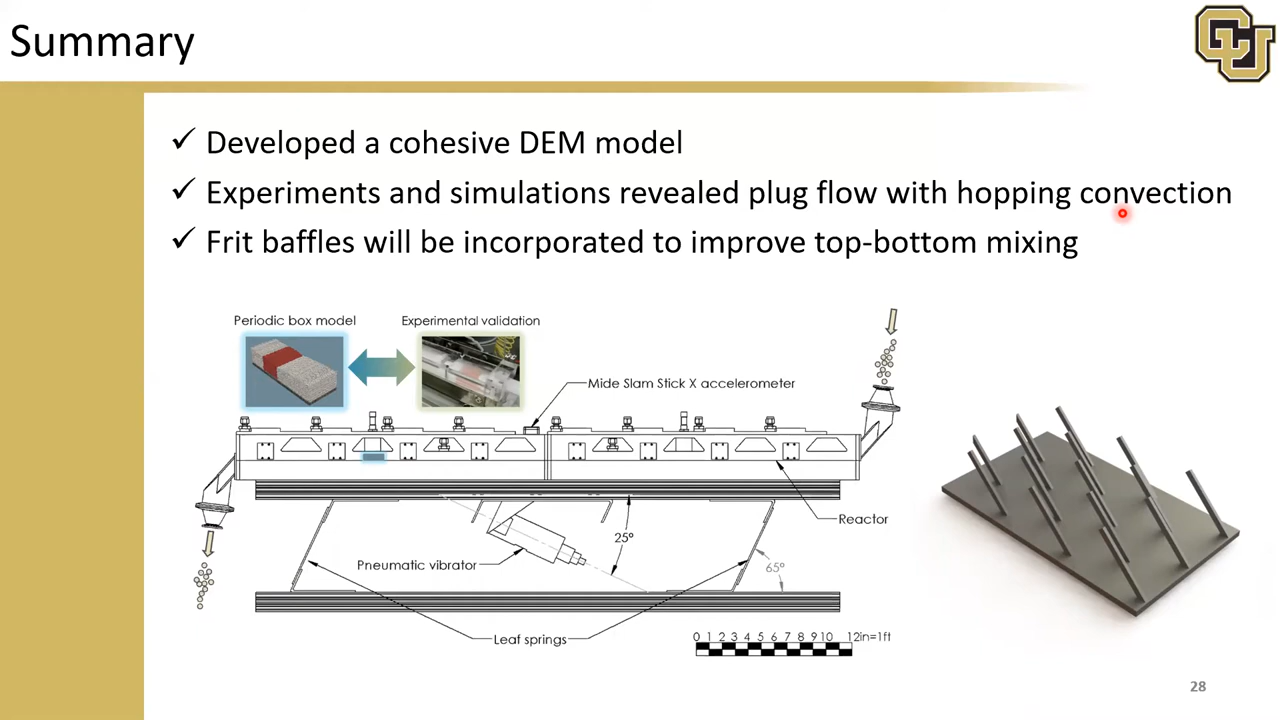 Summary
CU
✓ Developed a cohesive DEM model
✓ Experiments and simulations revealed plug flow with hopping convection
✓ Frit baffles will be incorporated to improve top-bottom mixing
Periodic box model
Experimental validation
Mide Slam Stick X accelerometer
Reactor
25°
Pneumatic vibrator
65°
Leaf springs
0 1 2 3 4 5 6 7 8 9 10 12in=1ft
28